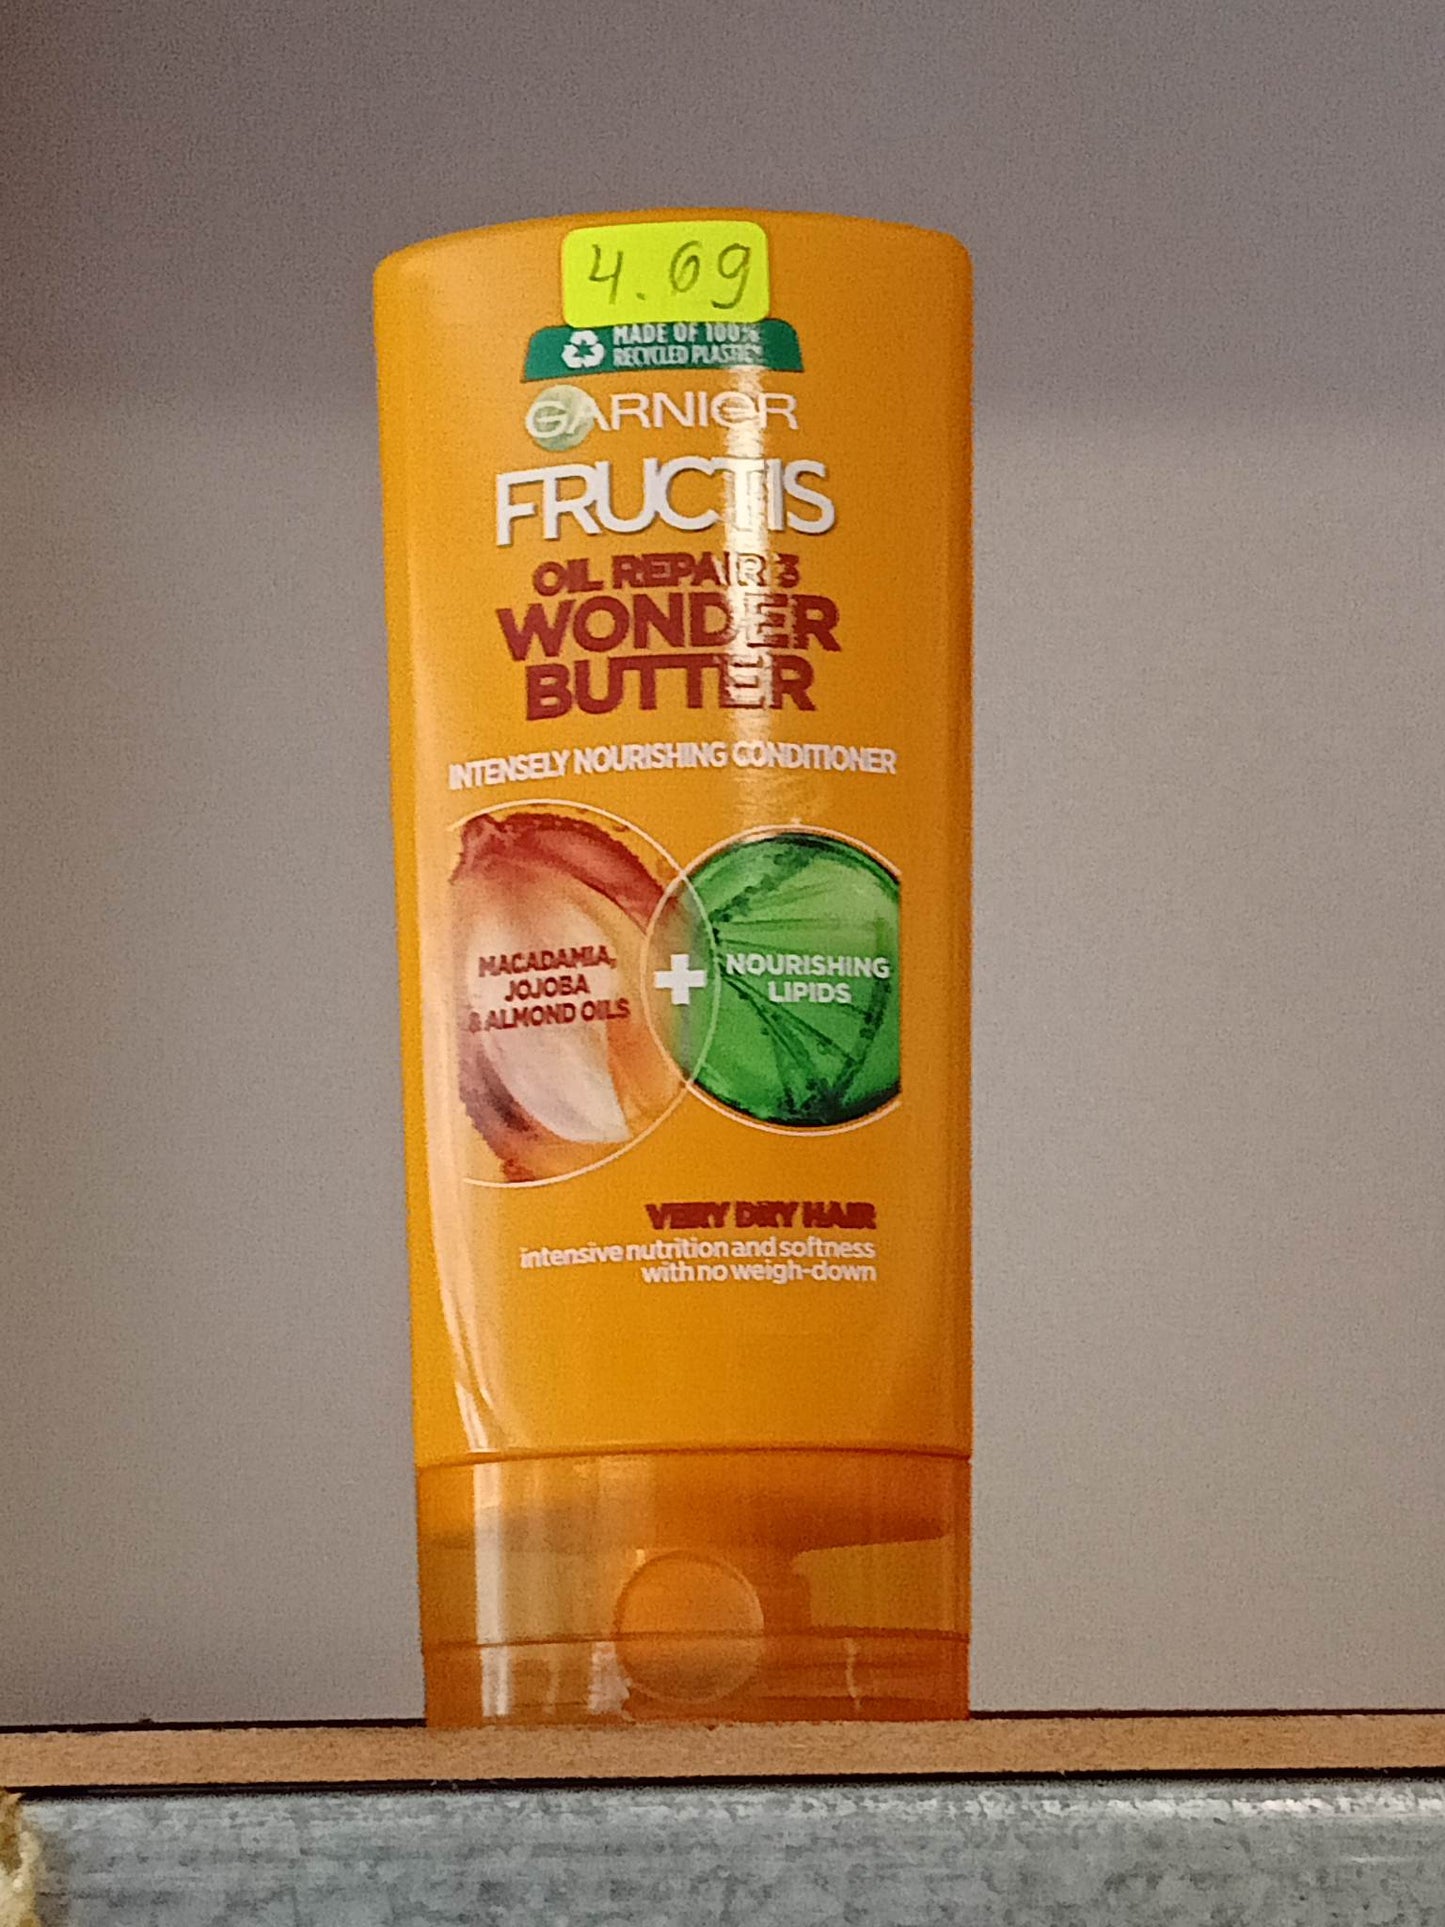 4.69
MADE OF 100%
RECYCLED PLASTIC*
GARNIER
FRUCTIS
OIL REPAIR 3
WONDER
BUTTER
INTENSELY NOURISHING CONDITIONER
MACADAMIA,
JOJOBA
& ALMOND OILS
+
NOURISHING
LIPIDS
VERY DRY HAIR
intensive nutrition and softness
with no weigh-down